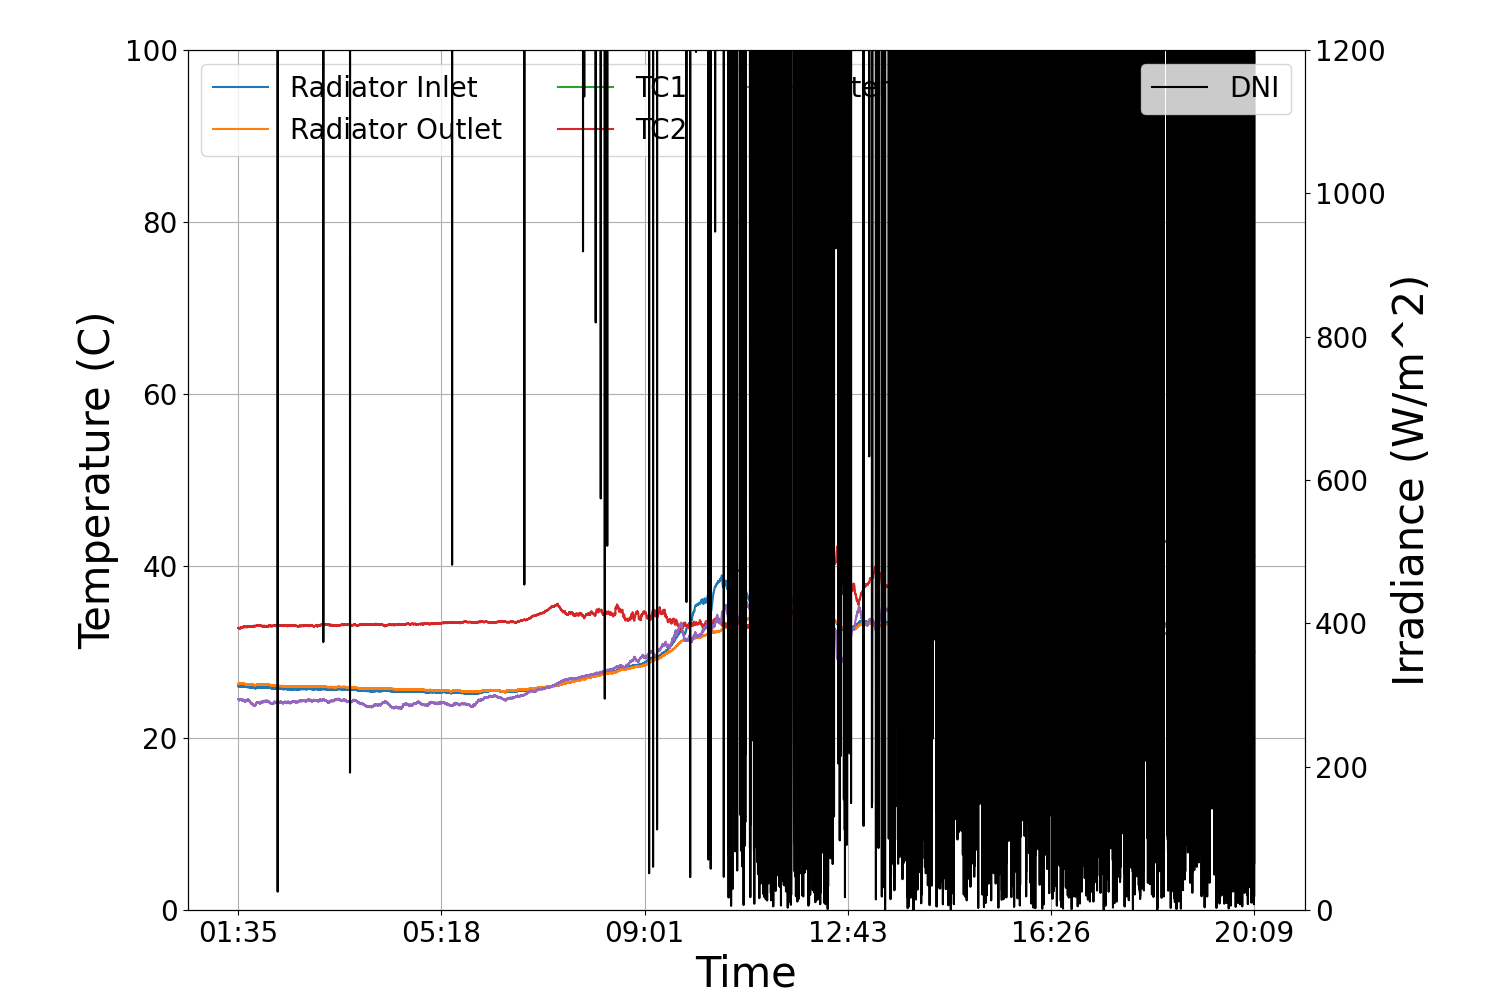 100
80
60
40
20
0
Temperature (C)
Radiator Inlet
Radiator Outlet
TC1
TC2
DNI
1200
1000
800
600
400
200
0
Irradiance (W/m^2)
01:35 05:18 09:01 12:43 16:26 20:09
Time